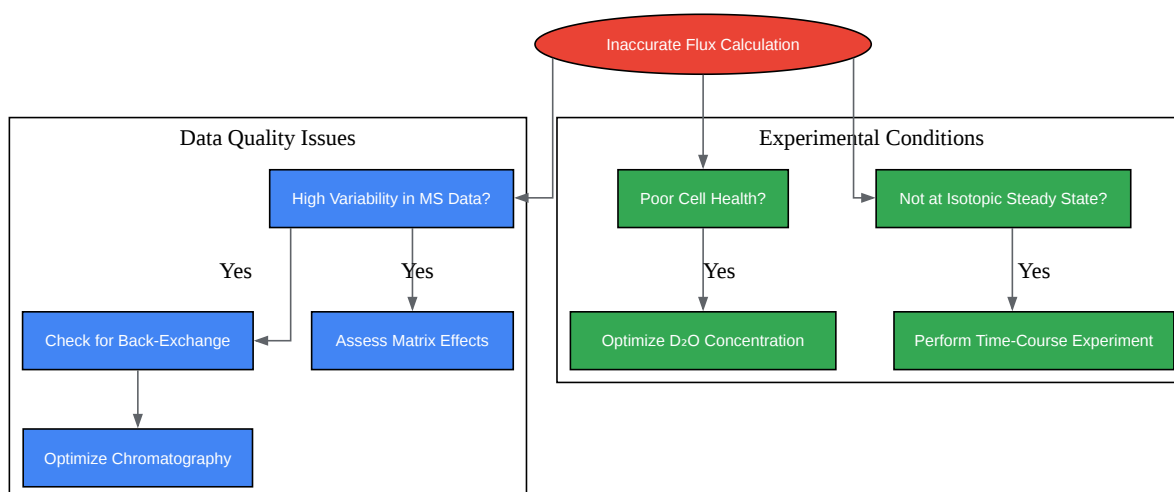 Inaccurate Flux Calculation
Data Quality Issues
Experimental Conditions
High Variability in MS Data?
Poor Cell Health?
Not at Isotopic Steady State?
Yes
Yes
Yes
Yes
Check for Back-Exchange
Assess Matrix Effects
Optimize D₂O Concentration
Perform Time-Course Experiment
Optimize Chromatography